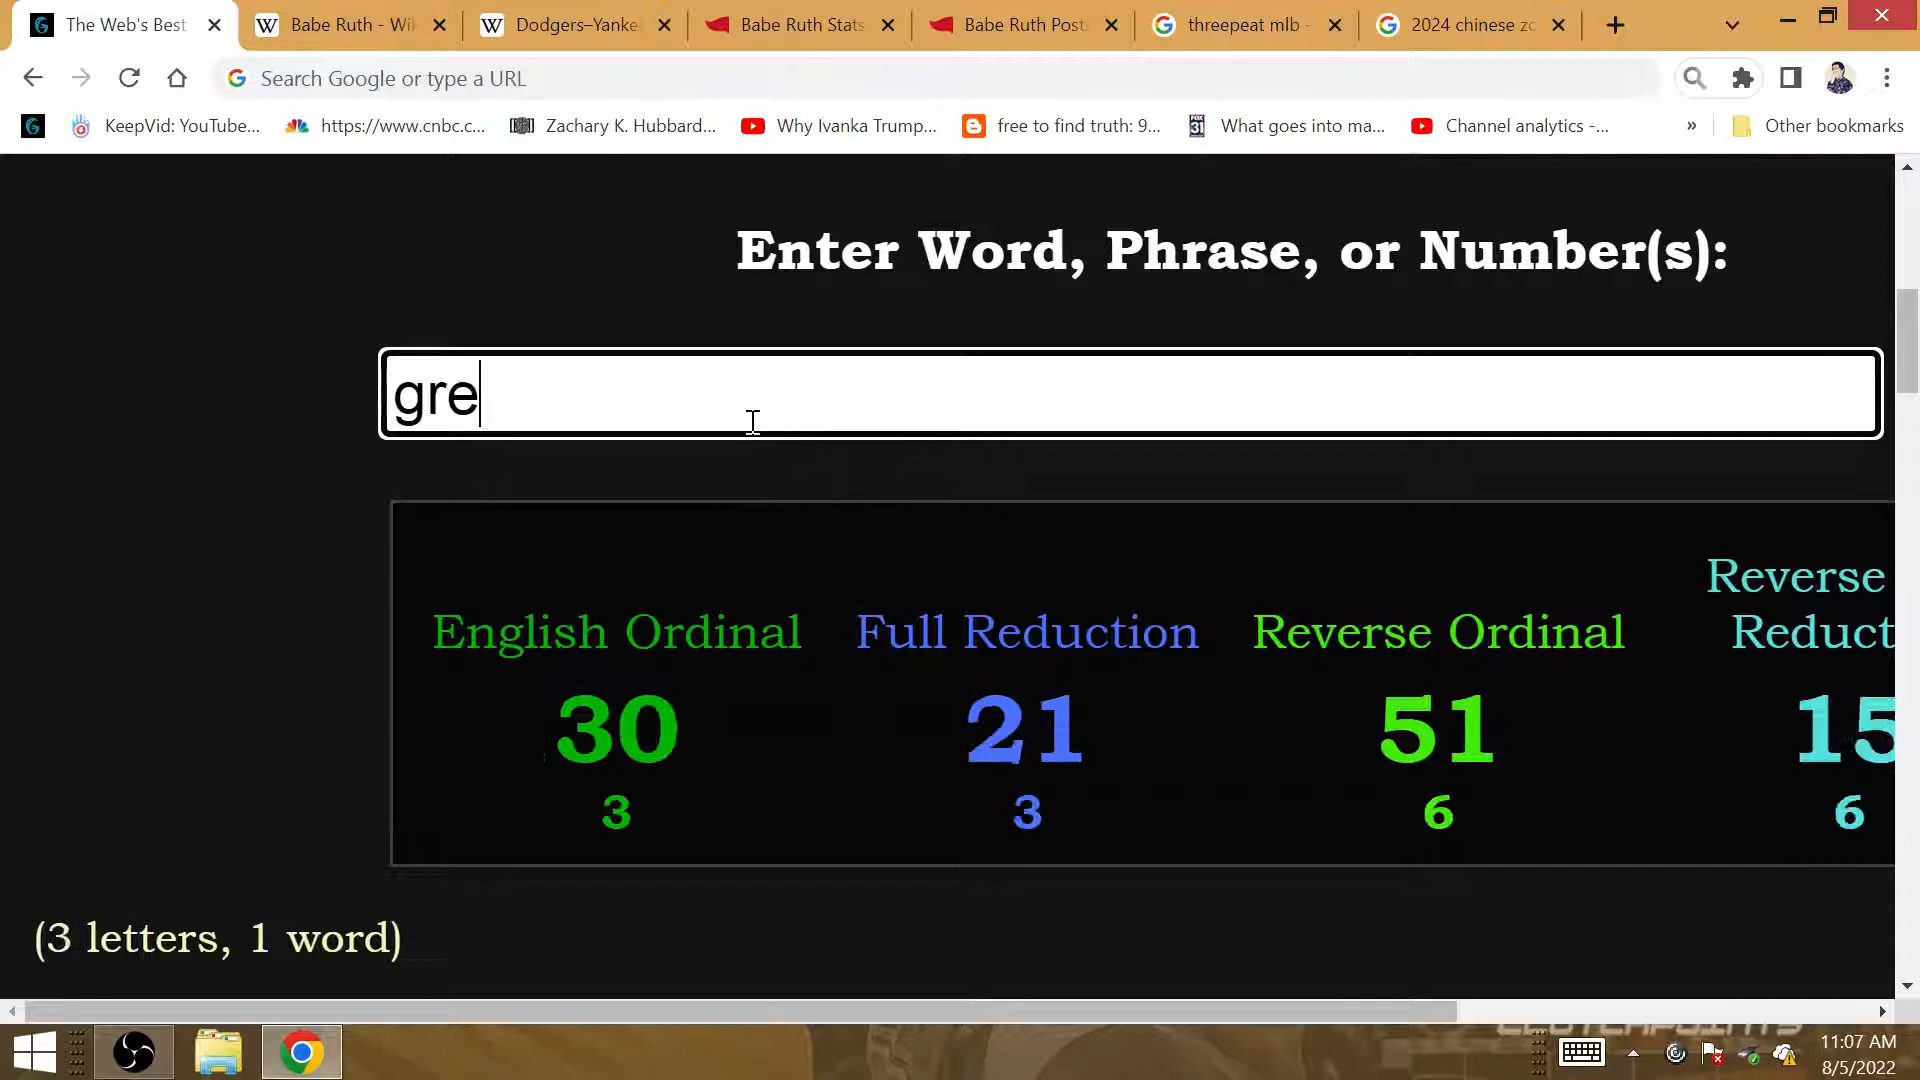 The Web's Best
Babe Ruth - Wik
Dodgers–Yanke
Babe Ruth Stats
Babe Ruth Post
threepeat mlb -
2024 chinese zo
Search Google or type a URL
KeepVid: YouTube...
https://www.cnbc.c...
Zachary K. Hubbard...
Why Ivanka Trump...
free to find truth: 9...
What goes into ma...
Channel analytics -...
» Other bookmarks
Enter Word, Phrase, or Number(s):
gre
English Ordinal
Full Reduction
Reverse Ordinal
Reverse
Reduct
30
21
51
15
3
3
6
6
(3 letters, 1 word)
CLUTCHPOINTS
11:07 AM
8/5/2022